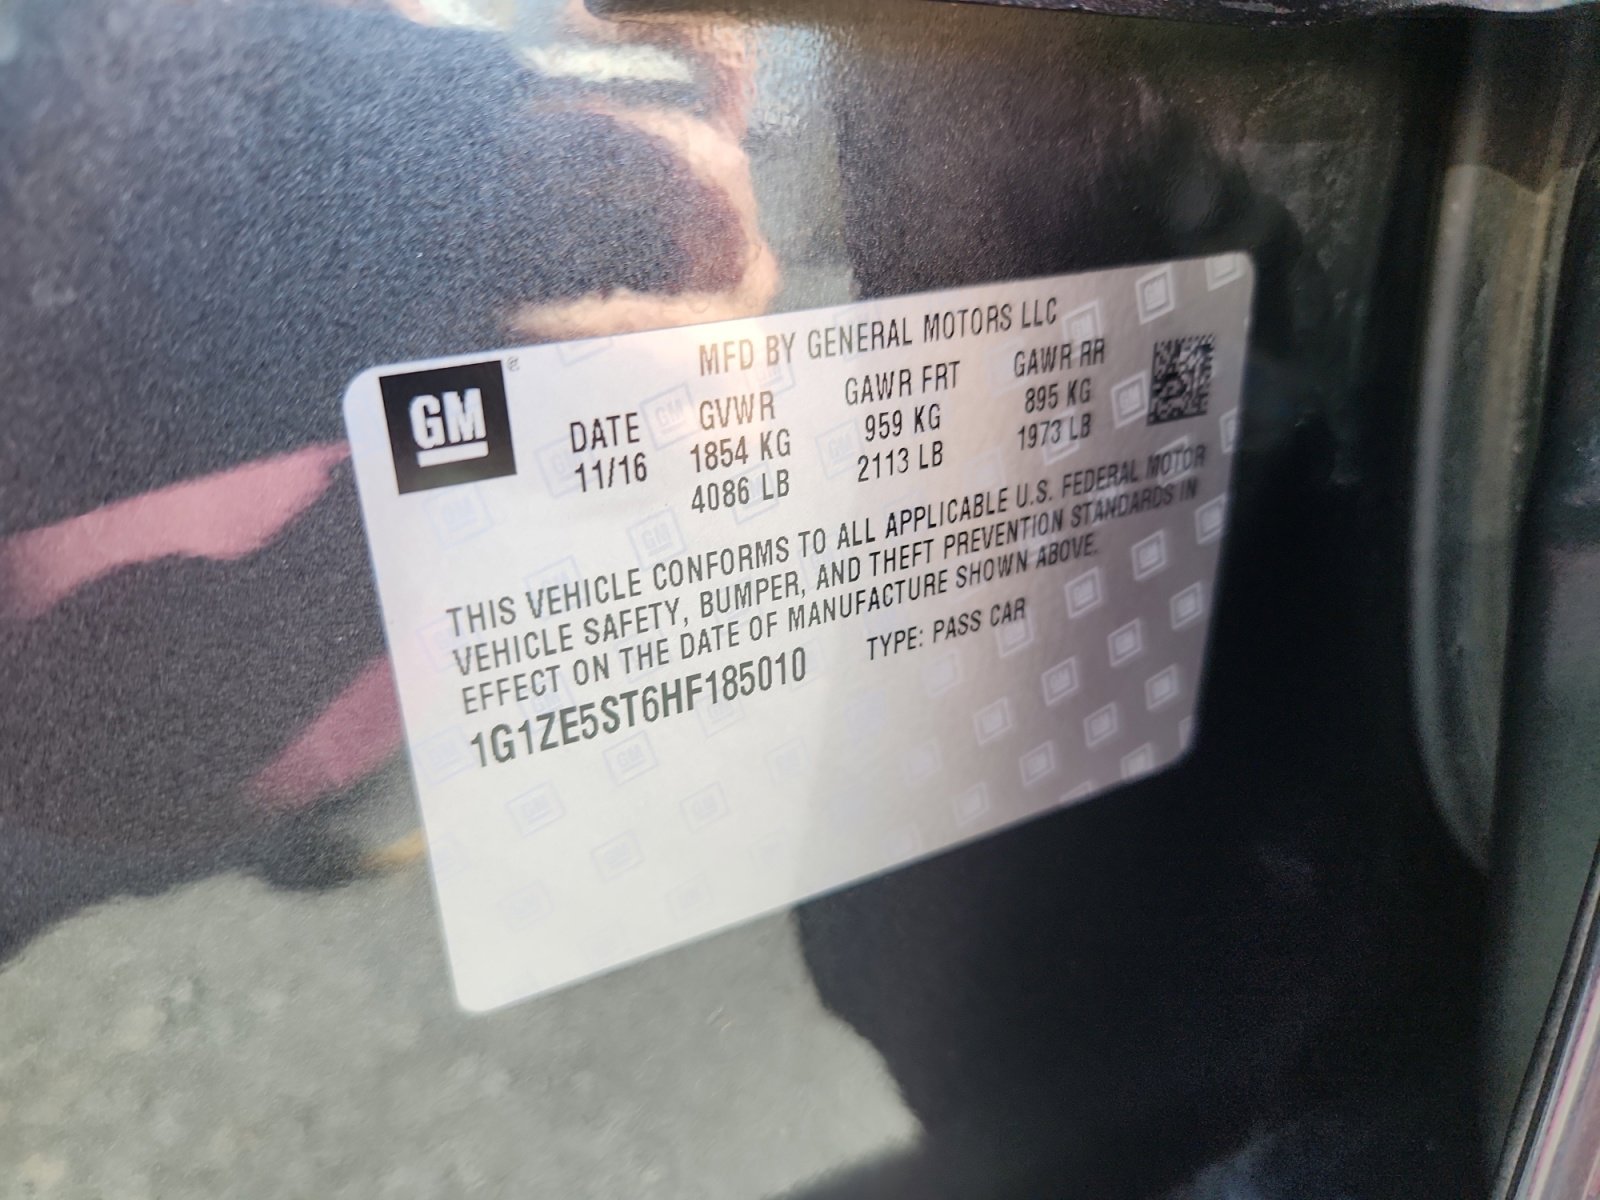 MFD BY GENERAL MOTORS LLC
GM
DATE GVWR GAWR FRT GAWR RR
11/16 1854 KG 959 KG 895 KG
4086 LB 2113 LB 1973 LB
THIS VEHICLE CONFORMS TO ALL APPLICABLE U.S. FEDERAL MOTOR
VEHICLE SAFETY, BUMPER, AND THEFT PREVENTION STANDARDS IN
EFFECT ON THE DATE OF MANUFACTURE SHOWN ABOVE.
1G1ZE5ST6HF185010 TYPE: PASS CAR